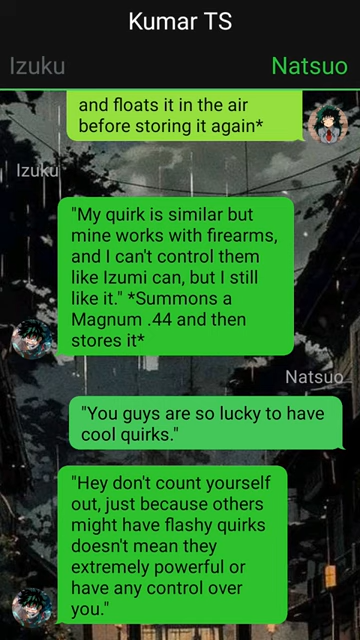 Kumar TS
Izuku
Natsuo
and floats it in the air
before storing it again*
Izuku
"My quirk is similar but
mine works with firearms,
and I can't control them
like Izumi can, but I still
like it." *Summons a
Magnum .44 and then
stores it*
Natsuo
"You guys are so lucky to have
cool quirks."
"Hey don't count yourself
out, just because others
might have flashy quirks
doesn't mean they
extremely powerful or
have any control over
you."